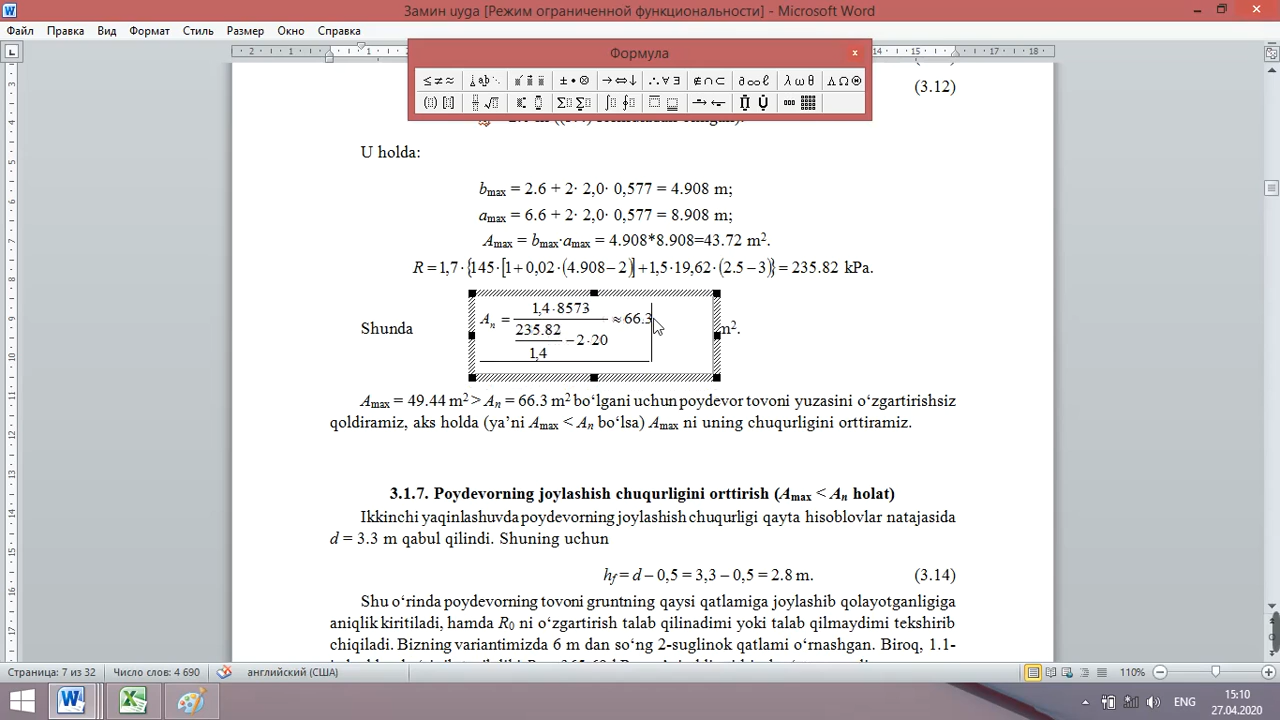 Замин uyga [Режим ограниченной функциональности] - Microsoft Word
Файл Правка Вид Формат Стиль Размер Окно Справка
Формула
(3.12)
U holda:
bmax = 2.6 + 2· 2,0· 0,577 = 4.908 m;
amax = 6.6 + 2· 2,0· 0,577 = 8.908 m;
Amax = bmax·amax = 4.908*8.908=43.72 m².
R = 1,7·{145·[1+0,02·(4.908−2)]+1,5·19,62·(2.5−3)} = 235.82 kPa.
Shunda An = 1,4·8573 / (235.82/1,4 − 2·20) ≈ 66.3 m².
Amax = 49.44 m² > An = 66.3 m² bo‘lgani uchun poydevor tovoni yuzasini o‘zgartirishsiz
qoldiramiz, aks holda (ya’ni Amax < An bo‘lsa) Amax ni uning chuqurligini orttiramiz.
3.1.7. Poydevorning joylashish chuqurligini orttirish (Amax < An holat)
Ikkinchi yaqinlashuvda poydevorning joylashish chuqurligi qayta hisoblovlar natajasida
d = 3.3 m qabul qilindi. Shuning uchun
hf = d – 0,5 = 3,3 – 0,5 = 2.8 m. (3.14)
Shu o‘rinda poydevorning tovoni gruntning qaysi qatlamiga joylashib qolayotganligiga
aniqlik kiritiladi, hamda R0 ni o‘zgartirish talab qilinadimi yoki talab qilmaydimi tekshirib
chiqiladi. Bizning variantimizda 6 m dan so‘ng 2-suglinok qatlami o‘rnashgan. Biroq, 1.1-
Страница: 7 из 32 Число слов: 4 690 английский (США) 110%
ENG 15:10
27.04.2020